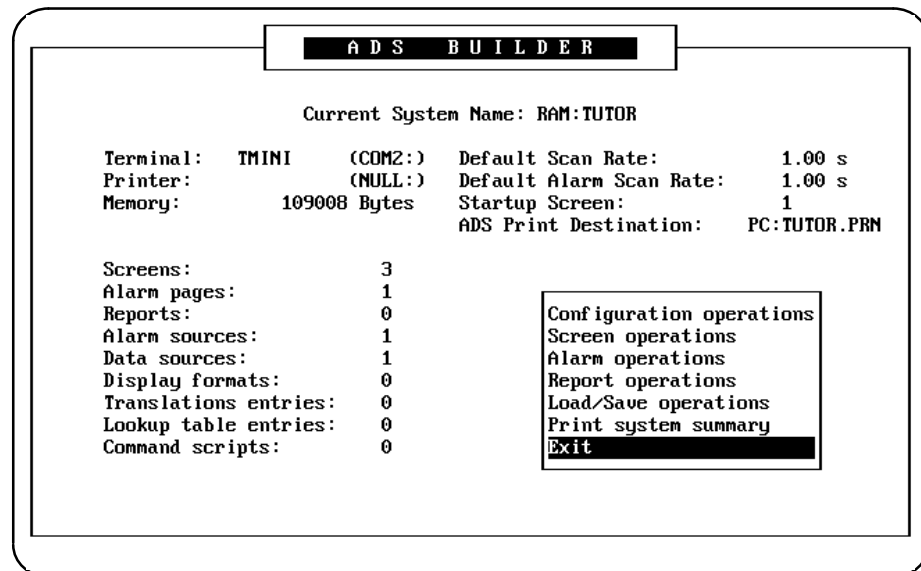 ADS BUILDER
Current System Name: RAM:TUTOR
Terminal: TMINI (COM2:) Default Scan Rate: 1.00 s
Printer: (NULL:) Default Alarm Scan Rate: 1.00 s
Memory: 109008 Bytes Startup Screen: 1
ADS Print Destination: PC:TUTOR.PRN
Screens: 3
Alarm pages: 1
Reports: 0
Alarm sources: 1
Data sources: 1
Display formats: 0
Translations entries: 0
Lookup table entries: 0
Command scripts: 0
Configuration operations
Screen operations
Alarm operations
Report operations
Load/Save operations
Print system summary
Exit